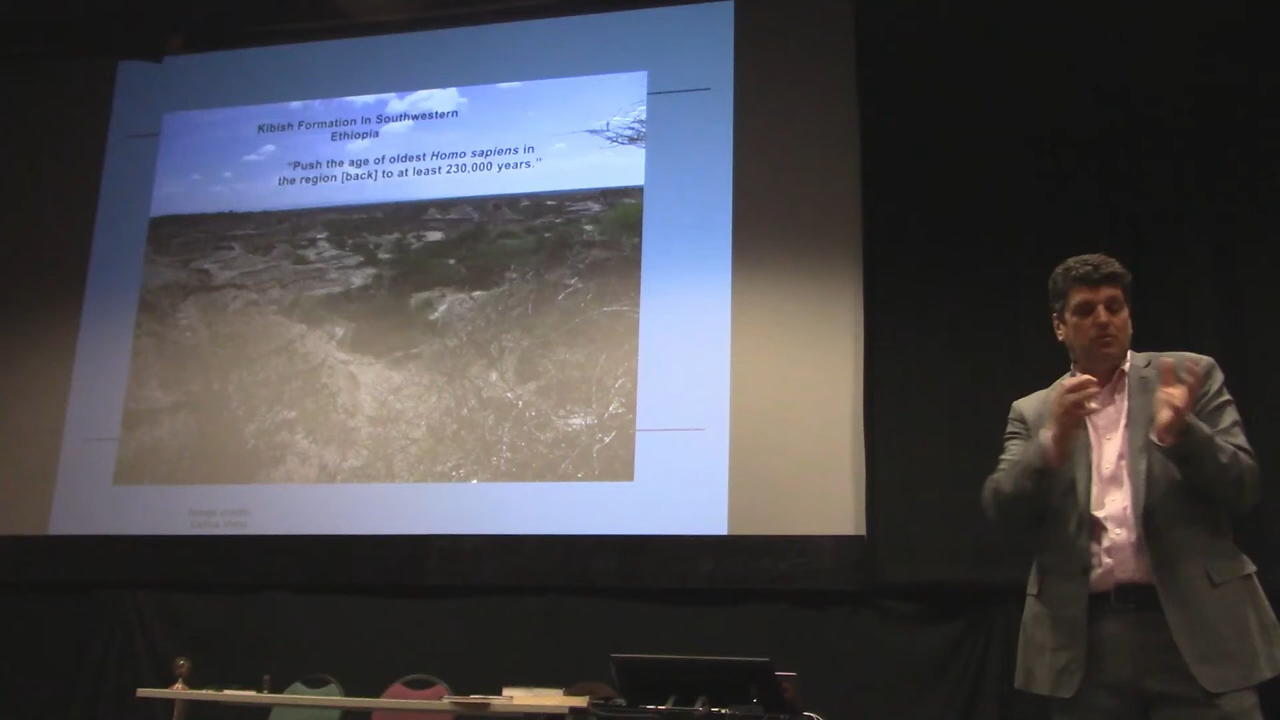 Kibish Formation In Southwestern
Ethiopia
"Push the age of oldest Homo sapiens in
the region [back] to at least 230,000 years."